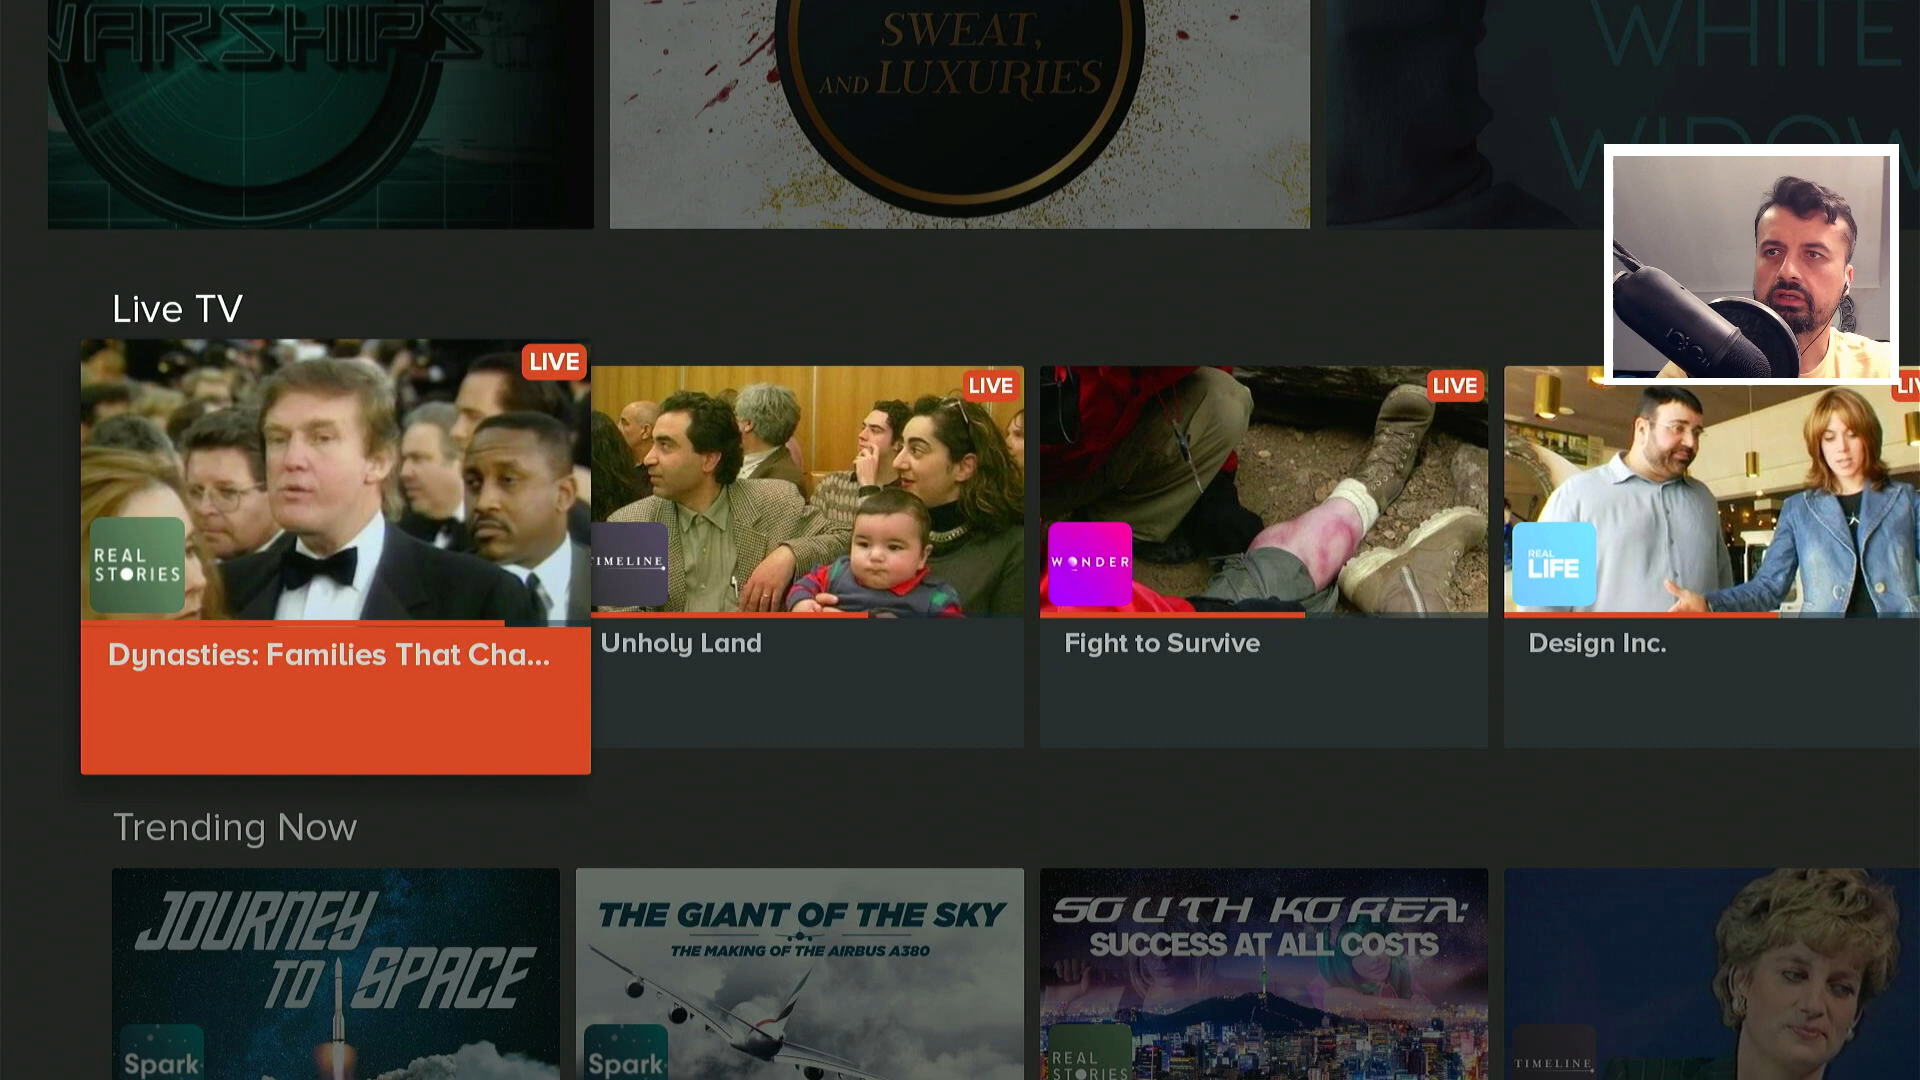 WARSHIPS
SWEAT,
AND LUXURIES
WHITE
WIDOW
Live TV
LIVE
LIVE
LIVE
REAL
STORIES
TIMELINE
WONDER
REAL
LIFE
Dynasties: Families That Cha...
Unholy Land
Fight to Survive
Design Inc.
Trending Now
JOURNEY
TO SPACE
THE GIANT OF THE SKY
THE MAKING OF THE AIRBUS A380
SOUTH KOREA:
SUCCESS AT ALL COSTS
Spark
Spark
REAL
STORIES
TIMELINE